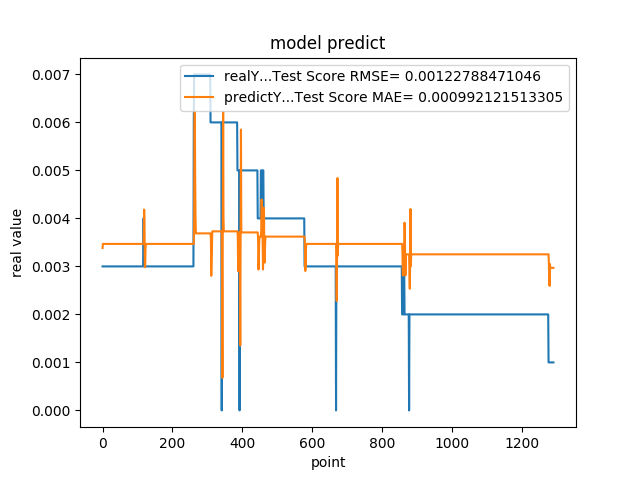 model predict
realY...Test Score RMSE= 0.00122788471046
predictY...Test Score MAE= 0.000992121513305
real value
0.007
0.006
0.005
0.004
0.003
0.002
0.001
0.000
0 200 400 600 800 1000 1200
point